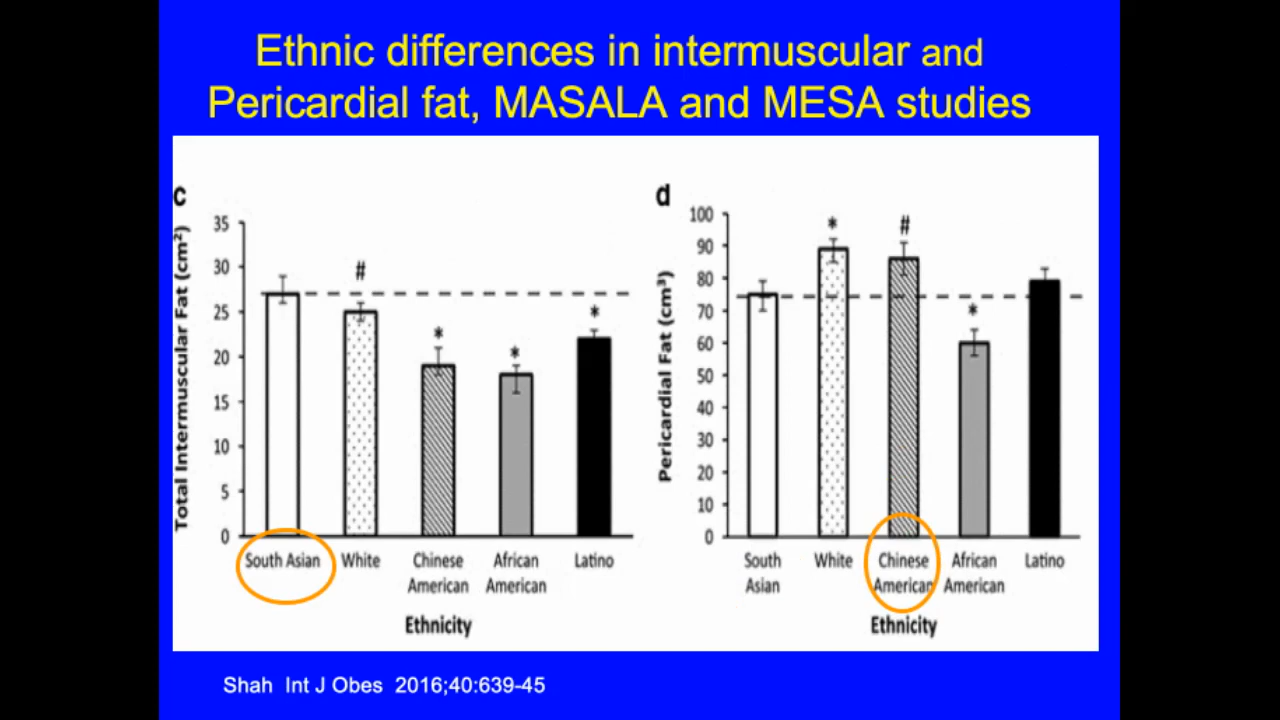 Ethnic differences in intermuscular and
Pericardial fat, MASALA and MESA studies
c
Total Intermuscular Fat (cm²)
35
30
25
20
15
10
5
0
#
*
*
*
South Asian
White
Chinese
American
African
American
Latino
Ethnicity
d
Pericardial Fat (cm³)
100
90
80
70
60
50
40
30
20
10
0
*
#
*
South
Asian
White
Chinese
American
African
American
Latino
Ethnicity
Shah Int J Obes 2016;40:639-45